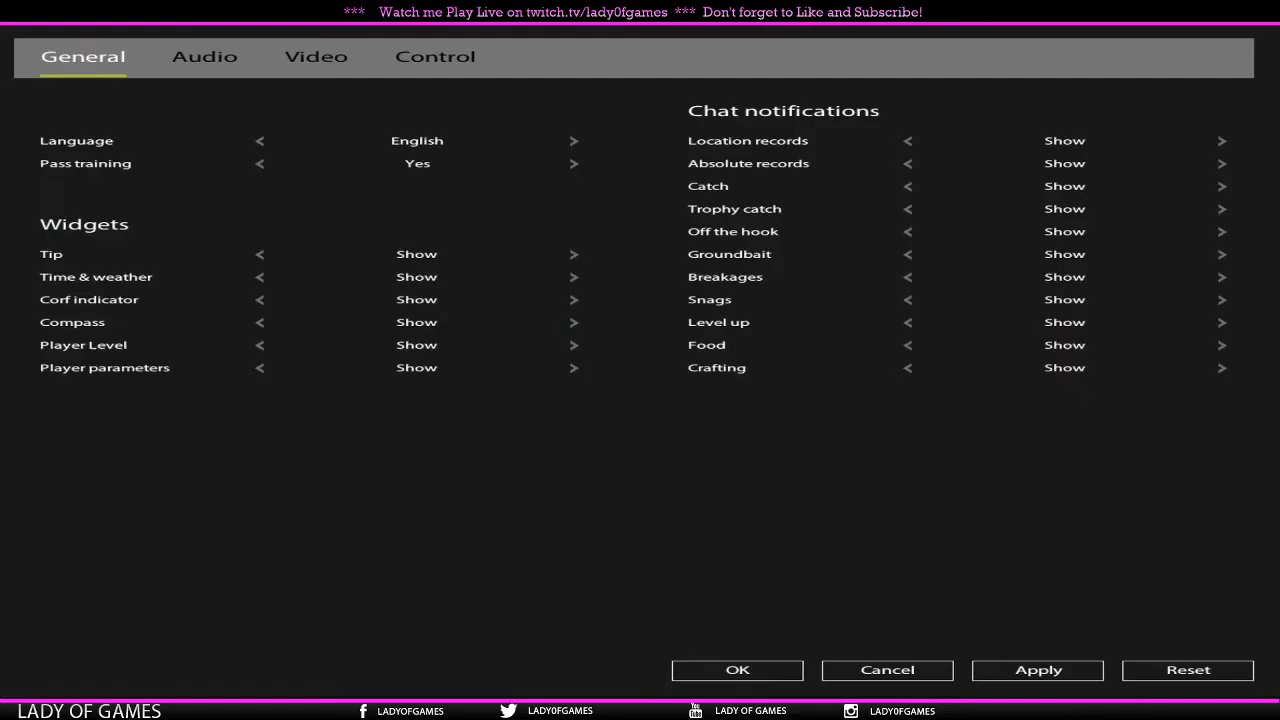 *** Watch me Play Live on twitch.tv/lady0fgames *** Don't forget to Like and Subscribe!
General Audio Video Control
Language < English >
Pass training < Yes >
Widgets
Tip < Show >
Time & weather < Show >
Corf indicator < Show >
Compass < Show >
Player Level < Show >
Player parameters < Show >
Chat notifications
Location records < Show >
Absolute records < Show >
Catch < Show >
Trophy catch < Show >
Off the hook < Show >
Groundbait < Show >
Breakages < Show >
Snags < Show >
Level up < Show >
Food < Show >
Crafting < Show >
OK Cancel Apply Reset
LADY OF GAMES f LADYOFGAMES LADY0FGAMES You Tube LADY OF GAMES LADY0FGAMES